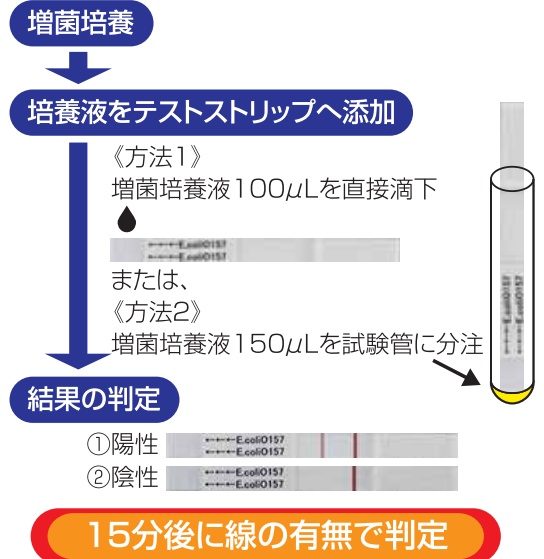 増菌培養
培養液をテストストリップへ添加
《方法1》
増菌培養液100μLを直接滴下
←←←E.coliO157
←←←E.coliO157
または、
《方法2》
増菌培養液150μLを試験管に分注
←←←E.coliO157
←←←E.coliO157
結果の判定
①陽性
←←←E.coliO157
←←←E.coliO157
②陰性
←←←E.coliO157
←←←E.coliO157
15分後に線の有無で判定